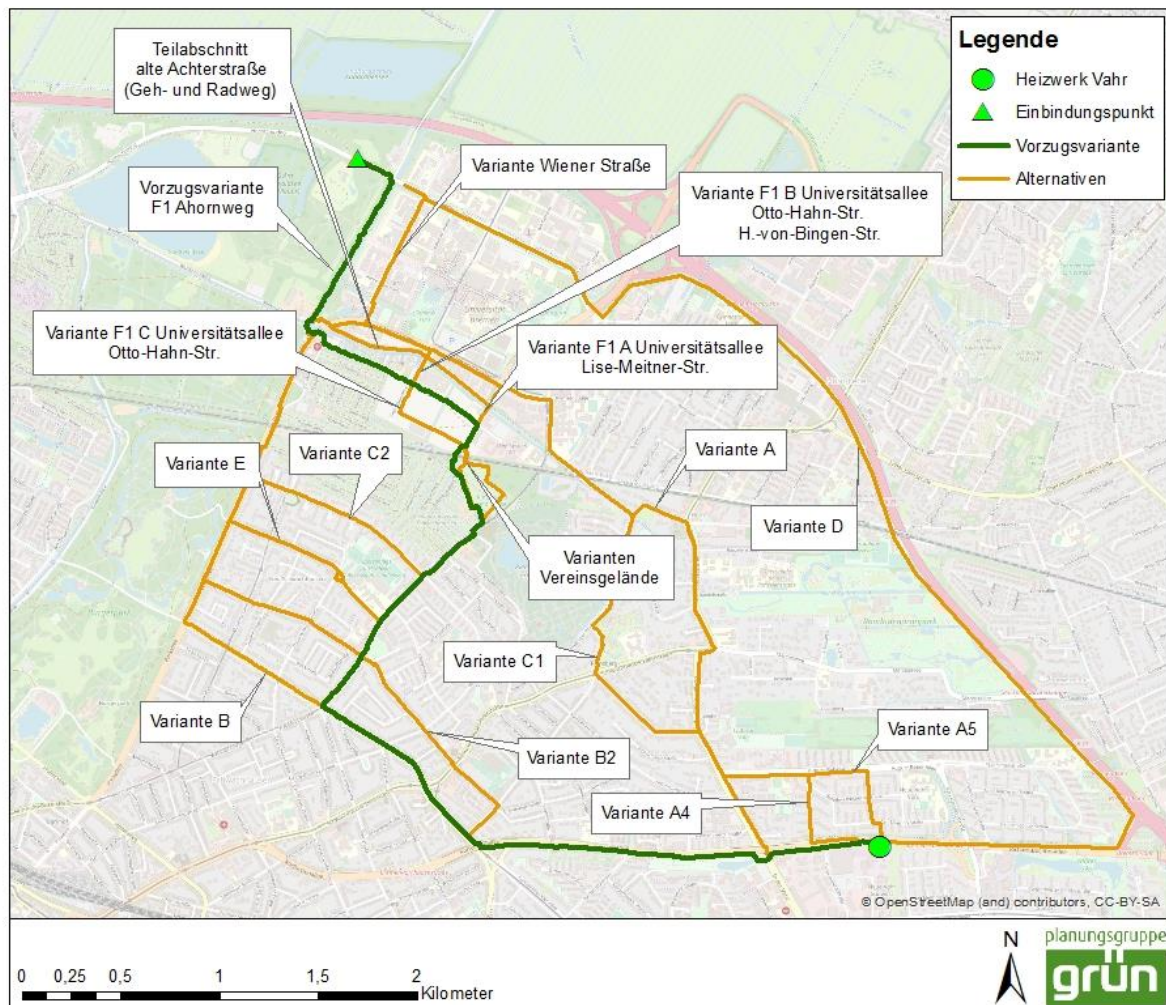 Teilabschnitt
alte Achterstraße
(Geh- und Radweg)
Legende
Heizwerk Vahr
Einbindungspunkt
Vorzugsvariante
Alternativen
Variante Wiener Straße
Variante F1 B Universitätsallee
Otto-Hahn-Str.
H.-von-Bingen-Str.
Vorzugsvariante
F1 Ahornweg
Variante F1 C Universitätsallee
Otto-Hahn-Str.
Variante F1 A Universitätsallee
Lise-Meitner-Str.
Variante E
Variante C2
Variante A
Variante D
Varianten
Vereinsgelände
Variante C1
Variante B
Variante B2
Variante A5
Variante A4
© OpenStreetMap (and) contributors, CC-BY-SA
0 0,25 0,5 1 1,5 2
Kilometer
N
planungsgruppe
grün